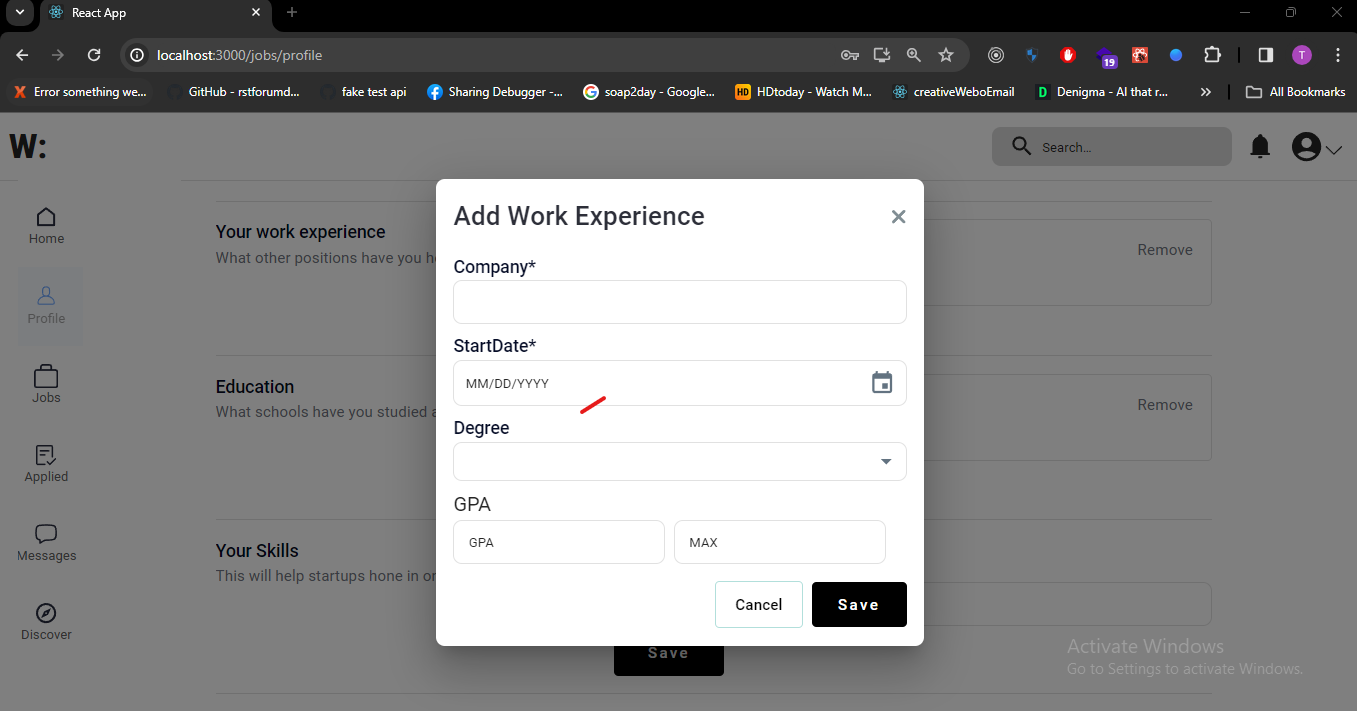 React App
localhost:3000/jobs/profile
19
T
Error something we...
GitHub - rstforumd...
fake test api
Sharing Debugger -...
soap2day - Google...
HD
HDtoday - Watch M...
creativeWeboEmail
D
Denigma - AI that r...
»
All Bookmarks
W:
Search...
Home
Profile
Jobs
Applied
Messages
Discover
Your work experience
What other positions have you h
Remove
Education
What schools have you studied a
Remove
Your Skills
This will help startups hone in or
Add Work Experience
Company*
StartDate*
MM/DD/YYYY
Degree
GPA
GPA
MAX
Cancel
Save
Save
Activate Windows
Go to Settings to activate Windows.